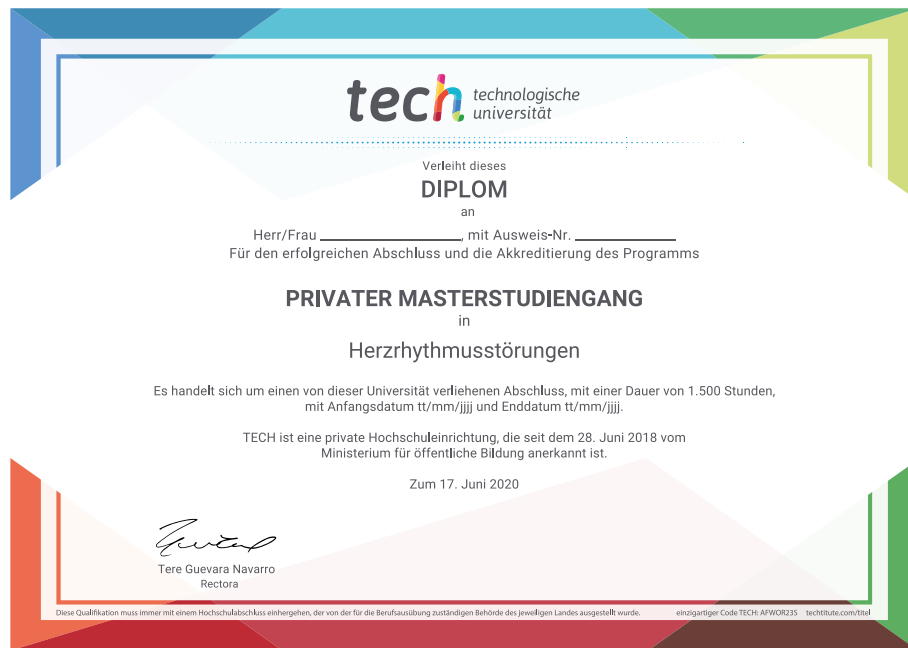 tech technologische
universität
Verleiht dieses
DIPLOM
an
Herr/Frau ____________________, mit Ausweis-Nr. ____________________
Für den erfolgreichen Abschluss und die Akkreditierung des Programms
PRIVATER MASTERSTUDIENGANG
in
Herzrhythmusstörungen
Es handelt sich um einen von dieser Universität verliehenen Abschluss, mit einer Dauer von 1.500 Stunden,
mit Anfangsdatum tt/mm/jjjj und Enddatum tt/mm/jjjj.
TECH ist eine private Hochschuleinrichtung, die seit dem 28. Juni 2018 vom
Ministerium für öffentliche Bildung anerkannt ist.
Zum 17. Juni 2020
Tere Guevara Navarro
Rectora
Diese Qualifikation muss immer mit einem Hochschulabschluss einhergehen, der von der für die Berufsausübung zuständigen Behörde des jeweiligen Landes ausgestellt wurde. einzigartiger Code TECH: AFWOR23S techtitute.com/titel